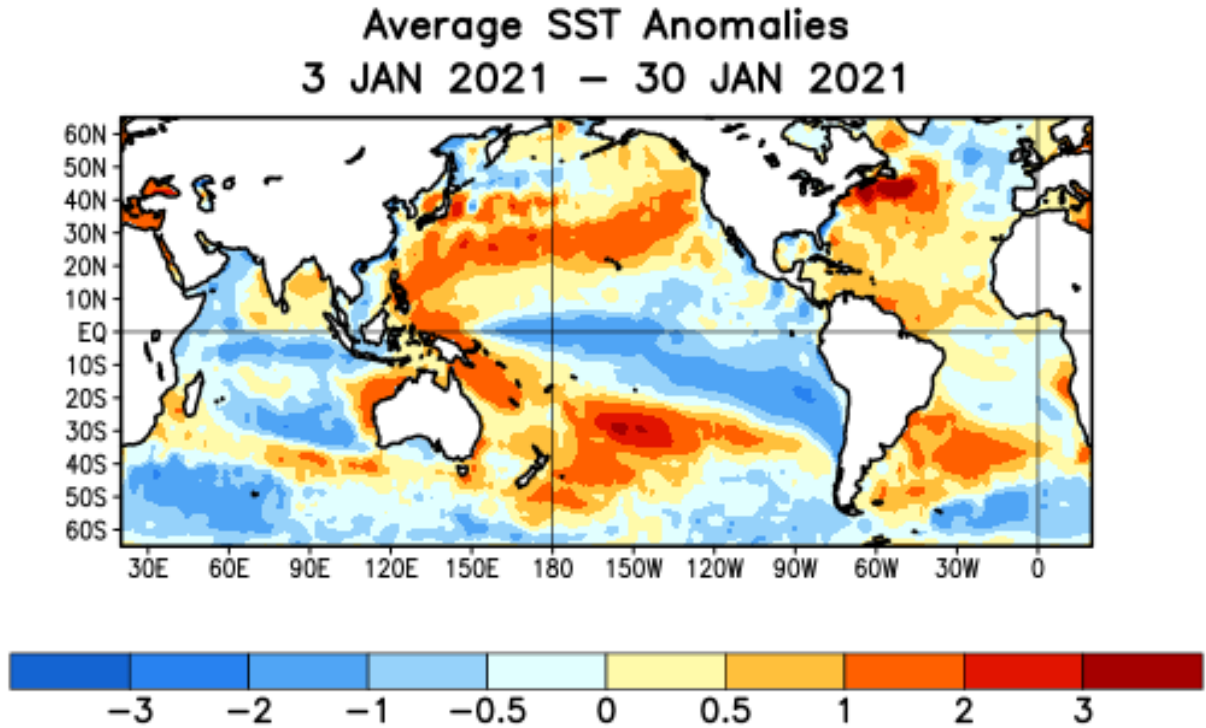 Average SST Anomalies
3 JAN 2021 – 30 JAN 2021
60N
50N
40N
30N
20N
10N
EQ
10S
20S
30S
40S
50S
60S
30E 60E 90E 120E 150E 180 150W 120W 90W 60W 30W 0
−3 −2 −1 −0.5 0 0.5 1 2 3